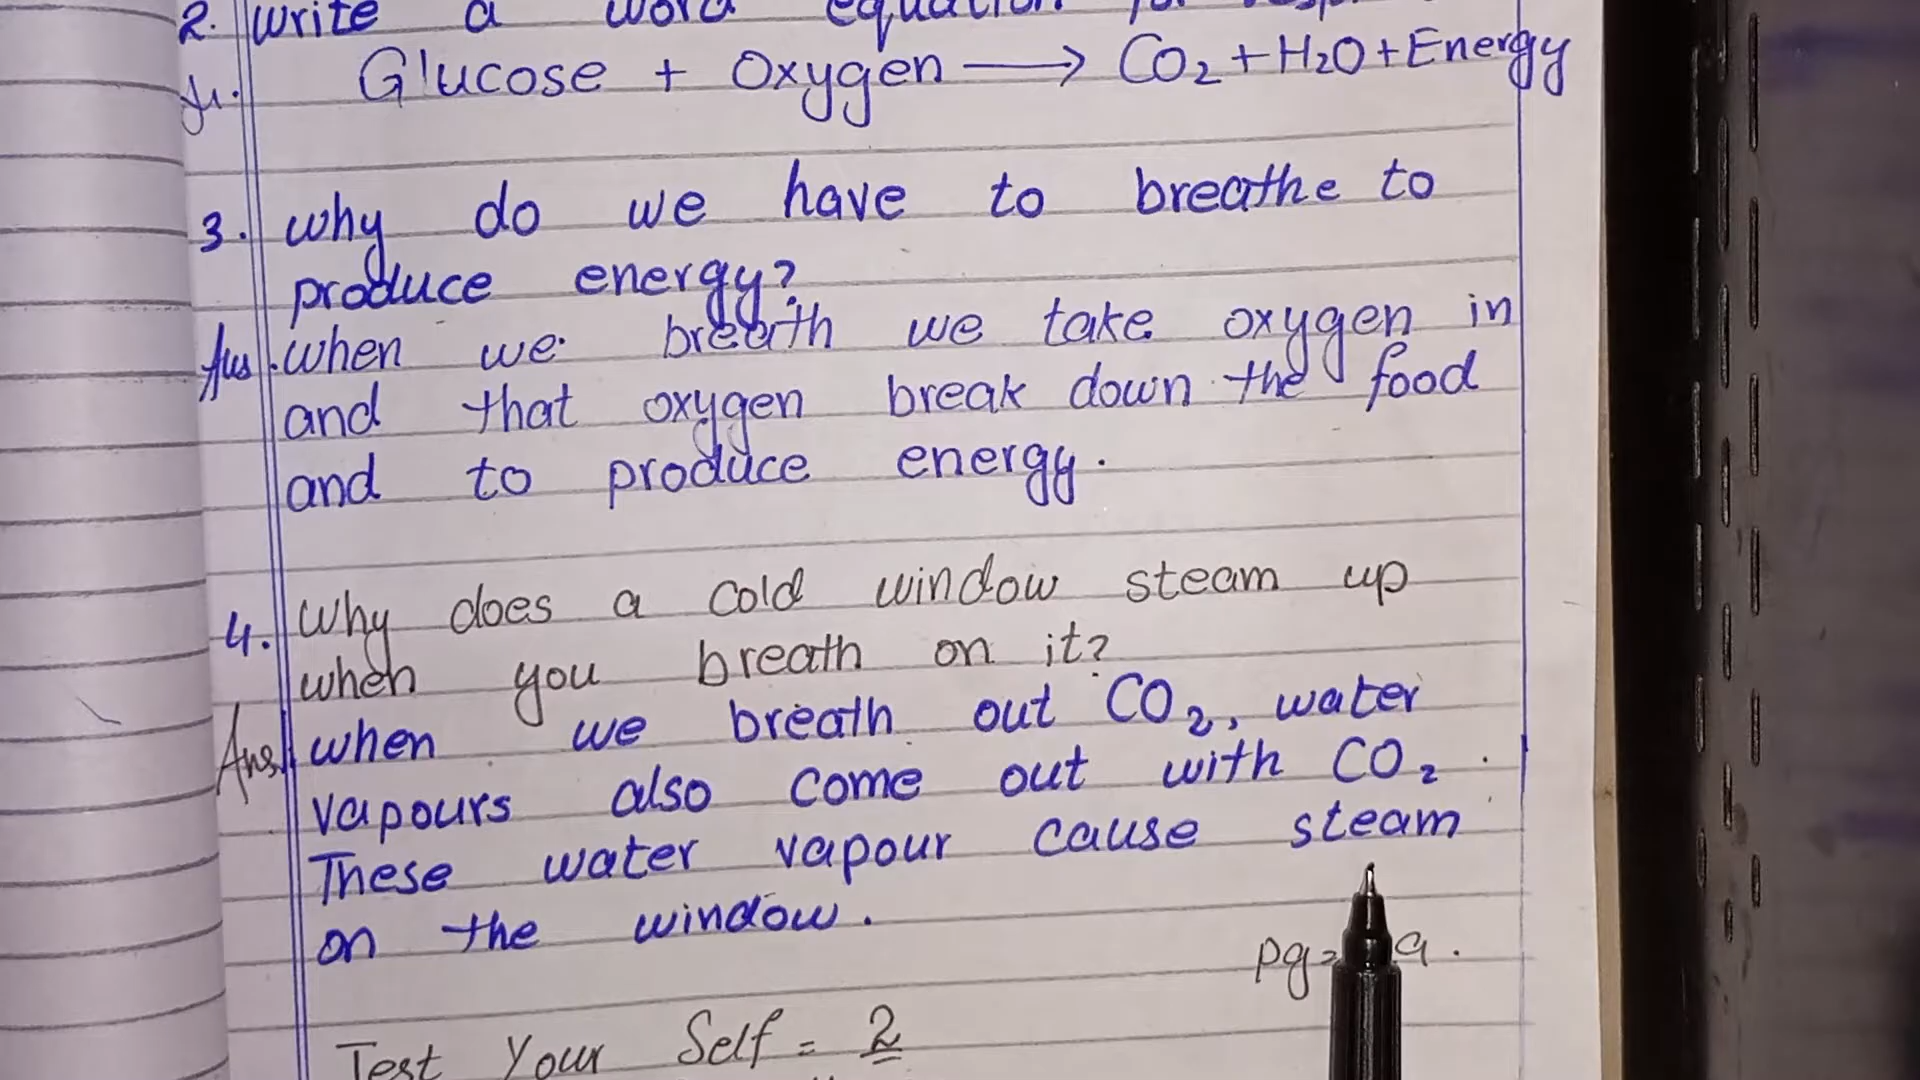 2. Write a word equation for
Ans. Glucose + Oxygen → CO₂ + H₂O + Energy
3. Why do we have to breathe to
produce energy?
Ans. when we breath we take oxygen in
and that oxygen break down the food
and to produce energy.
4. Why does a cold window steam up
when you breath on it?
Ans. when we breath out CO₂, water
vapours also come out with CO₂.
These water vapour cause steam
on the window.
pg=
Test Your Self = 2